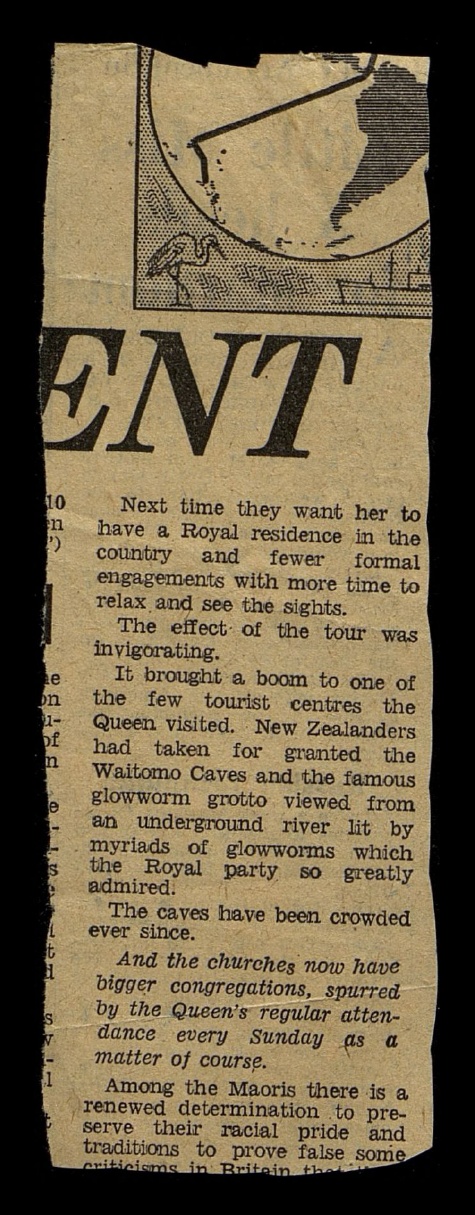 ENT
10
Next time they want her to
have a Royal residence in the
country and fewer formal
engagements with more time to
relax and see the sights.
The effect of the tour was
invigorating.
It brought a boom to one of
the few tourist centres the
Queen visited. New Zealanders
had taken for granted the
Waitomo Caves and the famous
glowworm grotto viewed from
an underground river lit by
myriads of glowworms which
the Royal party so greatly
admired.
The caves have been crowded
ever since.
And the churches now have
bigger congregations, spurred
by the Queen's regular atten-
dance every Sunday as a
matter of course.
Among the Maoris there is a
renewed determination to pre-
serve their racial pride and
traditions to prove false some
criticisms in Britain that